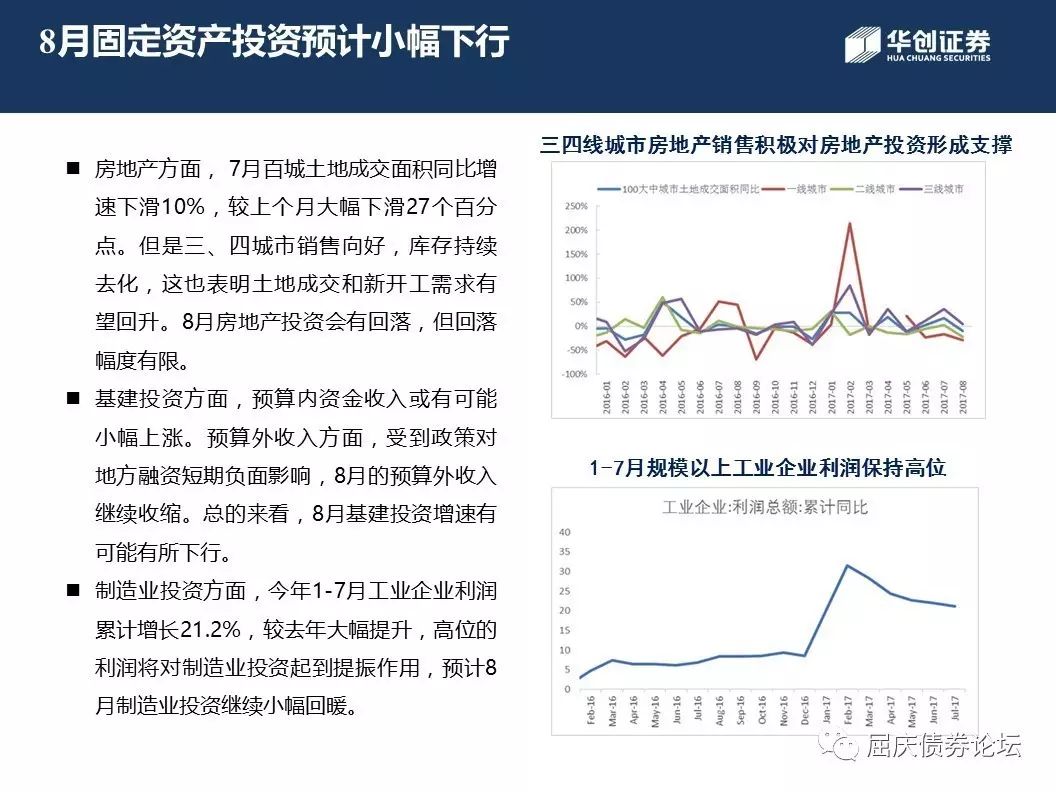 8月固定资产投资预计小幅下行
华创证券
HUA CHUANG SECURITIES
■ 房地产方面， 7月百城土地成交面积同比增
速下滑10%，较上个月大幅下滑27个百分
点。但是三、四城市销售向好，库存持续
去化，这也表明土地成交和新开工需求有
望回升。8月房地产投资会有回落，但回落
幅度有限。
■ 基建投资方面，预算内资金收入或有可能
小幅上涨。预算外收入方面，受到政策对
地方融资短期负面影响，8月的预算外收入
继续收缩。总的来看，8月基建投资增速有
可能有所下行。
■ 制造业投资方面，今年1-7月工业企业利润
累计增长21.2%，较去年大幅提升，高位的
利润将对制造业投资起到提振作用，预计8
月制造业投资继续小幅回暖。
三四线城市房地产销售积极对房地产投资形成支撑
100大中城市土地成交面积同比 一线城市 二线城市 三线城市
250%
200%
150%
100%
50%
0%
-50%
-100%
2016-01 2016-02 2016-03 2016-04 2016-05 2016-06 2016-07 2016-08 2016-09 2016-10 2016-11 2016-12 2017-01 2017-02 2017-03 2017-04 2017-05 2017-06 2017-07 2017-08
1-7月规模以上工业企业利润保持高位
工业企业:利润总额:累计同比
40
35
30
25
20
15
10
5
0
Feb-16 Mar-16 Apr-16 May-16 Jun-16 Jul-16 Aug-16 Sep-16 Oct-16 Nov-16 Dec-16 Jan-17 Feb-17 Mar-17 Apr-17 May-17 Jun-17 Jul-17
屈庆债券论坛